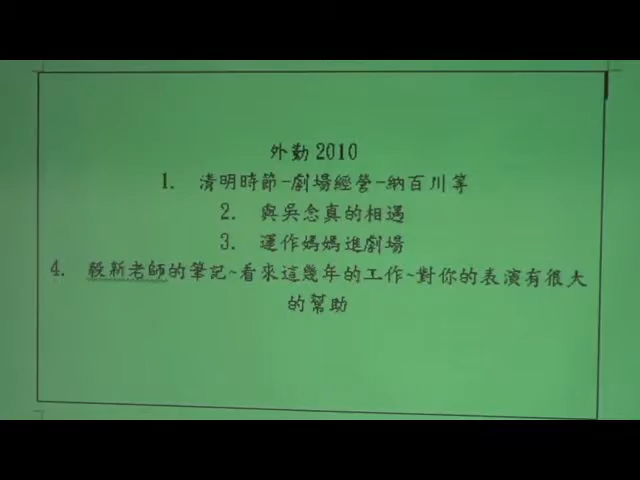 外勤 2010
1. 清明時節-劇場經營-納百川等
2. 與吳念真的相遇
3. 運作媽媽進劇場
4. 毅新老師的筆記~看來這幾年的工作~對你的表演有很大
的幫助